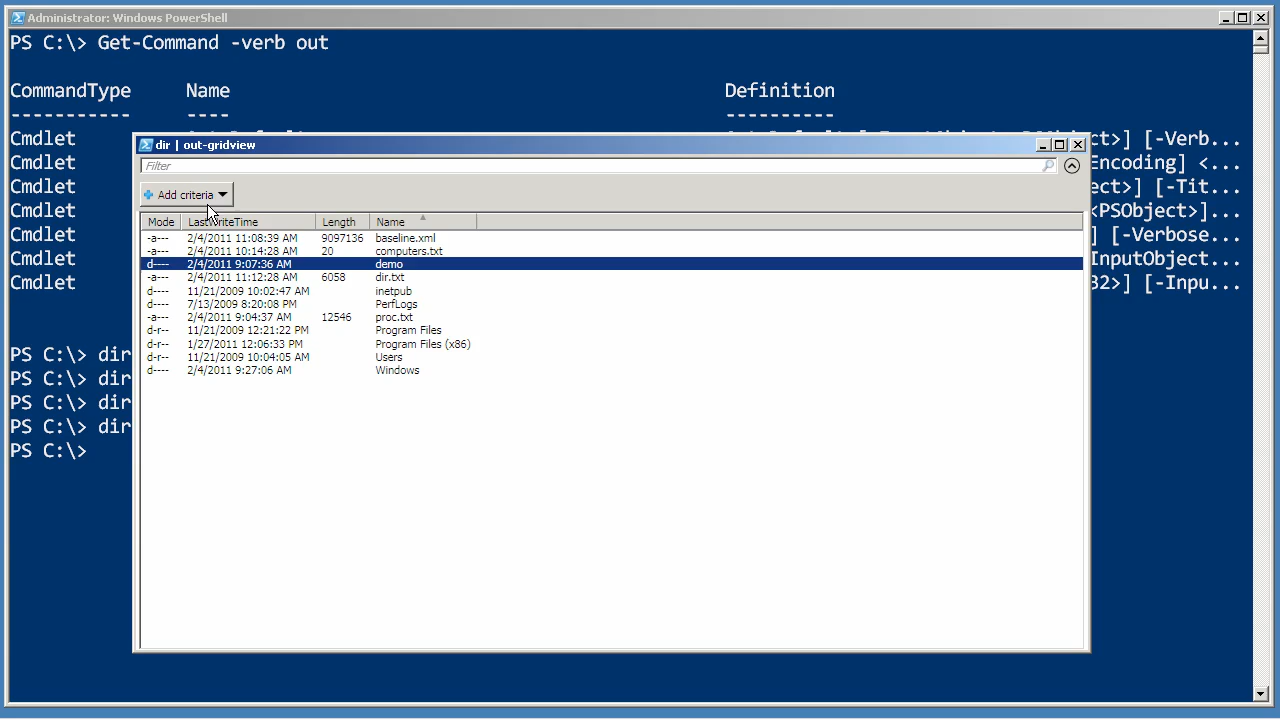 Administrator: Windows PowerShell
PS C:\> Get-Command -verb out
CommandType Name Definition
----------- ---- ----------
Cmdlet ct>] [-Verb...
Cmdlet Encoding] <...
Cmdlet ect>] [-Tit...
Cmdlet <PSObject>]...
Cmdlet ] [-Verbose
Cmdlet InputObject...
Cmdlet 32>] [-Inpu...
PS C:\> dir
PS C:\> dir
PS C:\> dir
PS C:\> dir
PS C:\>
dir | out-gridview
Filter
Add criteria
Mode LastWriteTime Length Name
-a--- 2/4/2011 11:08:39 AM 9097136 baseline.xml
-a--- 2/4/2011 10:14:28 AM 20 computers.txt
d---- 2/4/2011 9:07:36 AM demo
-a--- 2/4/2011 11:12:28 AM 6058 dir.txt
d---- 11/21/2009 10:02:47 AM inetpub
d---- 7/13/2009 8:20:08 PM PerfLogs
-a--- 2/4/2011 9:04:37 AM 12546 proc.txt
d-r-- 11/21/2009 12:21:22 PM Program Files
d-r-- 1/27/2011 12:06:33 PM Program Files (x86)
d-r-- 11/21/2009 10:04:05 AM Users
d---- 2/4/2011 9:27:06 AM Windows